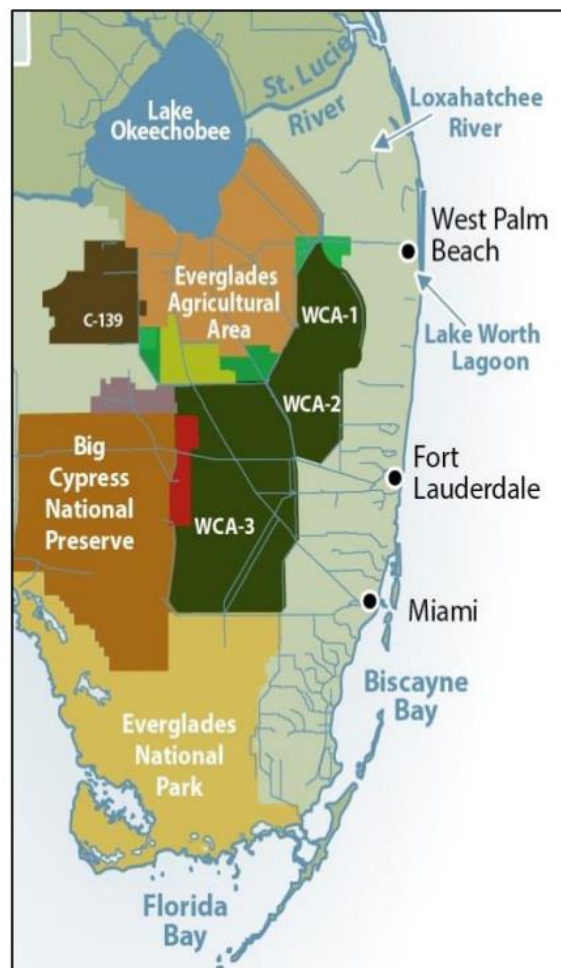 St. Lucie
River
Lake
Okeechobee
Loxahatchee
River
West Palm
Beach
Everglades
Agricultural
Area
C-139
WCA-1
Lake Worth
Lagoon
WCA-2
Big
Cypress
National
Preserve
Fort
Lauderdale
WCA-3
Miami
Biscayne
Bay
Everglades
National
Park
Florida
Bay